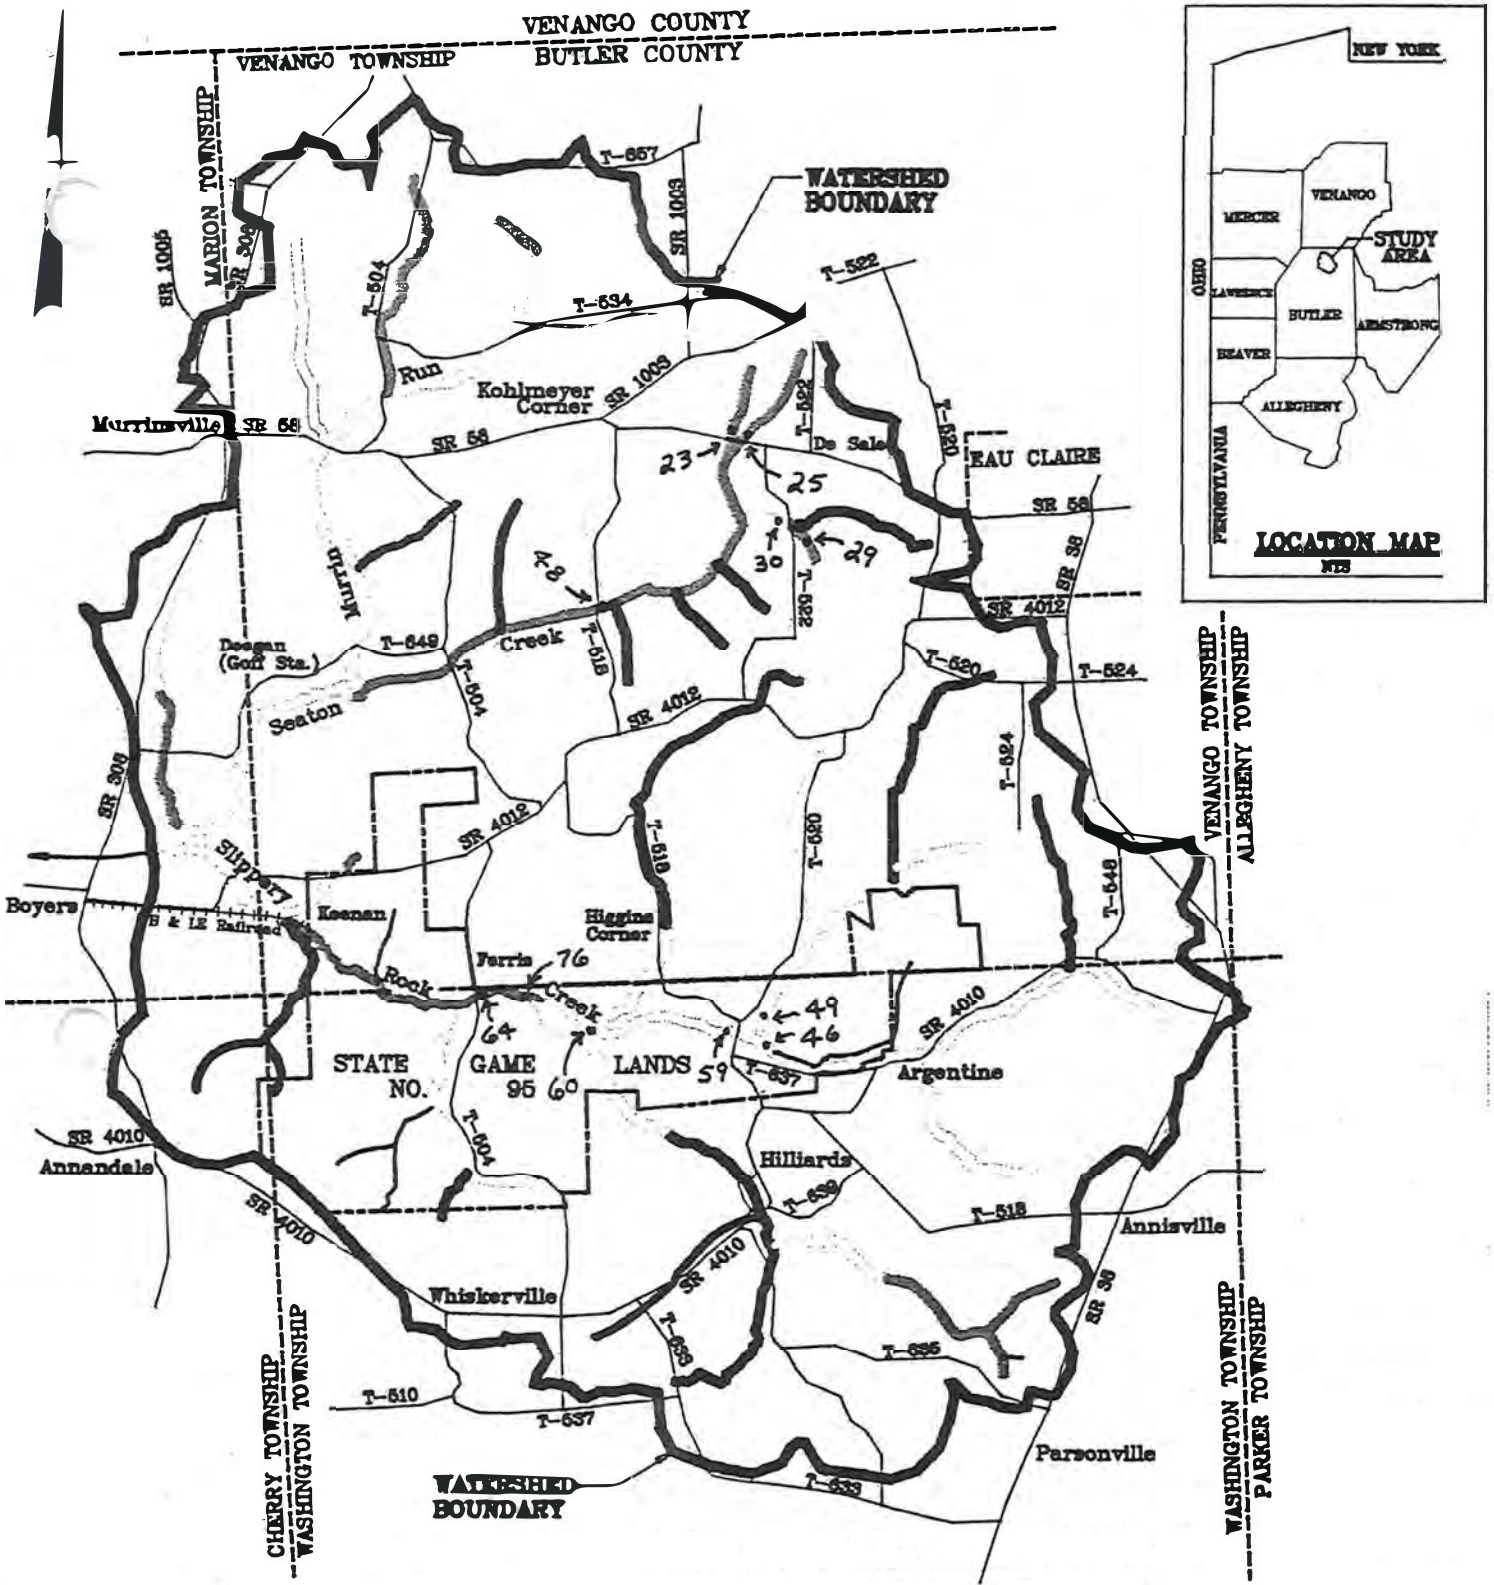 VENANGO COUNTY
BUTLER COUNTY
VENANGO TOWNSHIP
MARION TOWNSHIP
NEW YORK
T-657
SR 1003
WATERSHED
BOUNDARY
SR 1005
SR 308
T-504
T-534
T-522
VENANGO
MERCER
STUDY
AREA
OHIO
LAWRENCE
BUTLER
ARMSTRONG
BEAVER
ALLEGHENY
PENNSYLVANIA
LOCATION MAP
NTS
Run
Kohlmeyer
Corner
SR 1003
T-522
T-520
Murrinsville
SR 58
SR 58
De Sale
EAU CLAIRE
23
25
SR 58
30
29
SR 38
48
Murrin
T-522
SR 4012
Deegan
(Goff Sta.)
T-649
Creek
T-518
T-520
T-524
Seaton
T-504
SR 4012
VENANGO TOWNSHIP
ALLEGHENY TOWNSHIP
T-524
SR 308
SR 4012
T-518
T-520
Slippery
T-548
Boyers
B & LE Railroad
Keenan
Higgins
Corner
Ferris
76
Rock
Creek
64
49
46
SR 4010
STATE
GAME
LANDS
NO.
95
60
59
T-637
Argentine
SR 4010
Annandale
T-504
Hilliards
T-639
SR 4010
T-518
Annisville
SR 4010
Whiskerville
SR 38
T-633
T-635
T-510
T-637
CHERRY TOWNSHIP
WASHINGTON TOWNSHIP
WASHINGTON TOWNSHIP
PARKER TOWNSHIP
Parsonville
WATERSHED
BOUNDARY
T-633